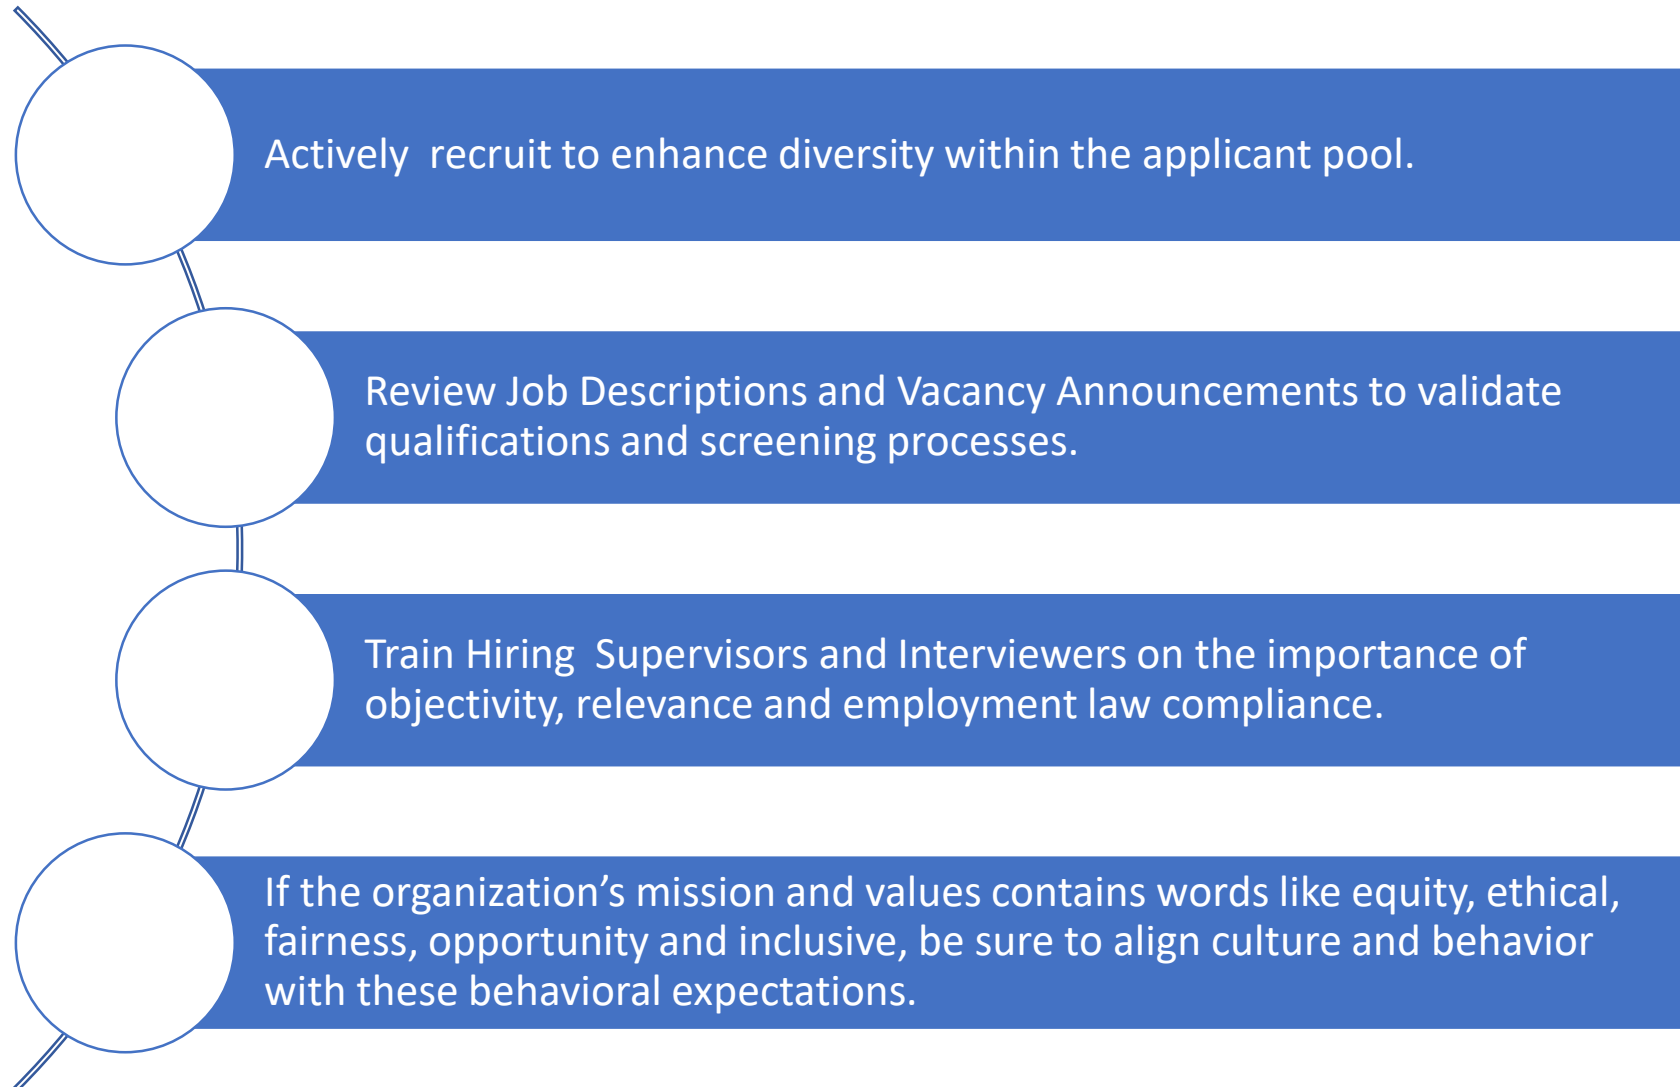 Actively  recruit to enhance diversity within the applicant pool.
Review Job Descriptions and Vacancy Announcements to validate
qualifications and screening processes.
Train Hiring  Supervisors and Interviewers on the importance of
objectivity, relevance and employment law compliance.
If the organization’s mission and values contains words like equity, ethical,
fairness, opportunity and inclusive, be sure to align culture and behavior
with these behavioral expectations.